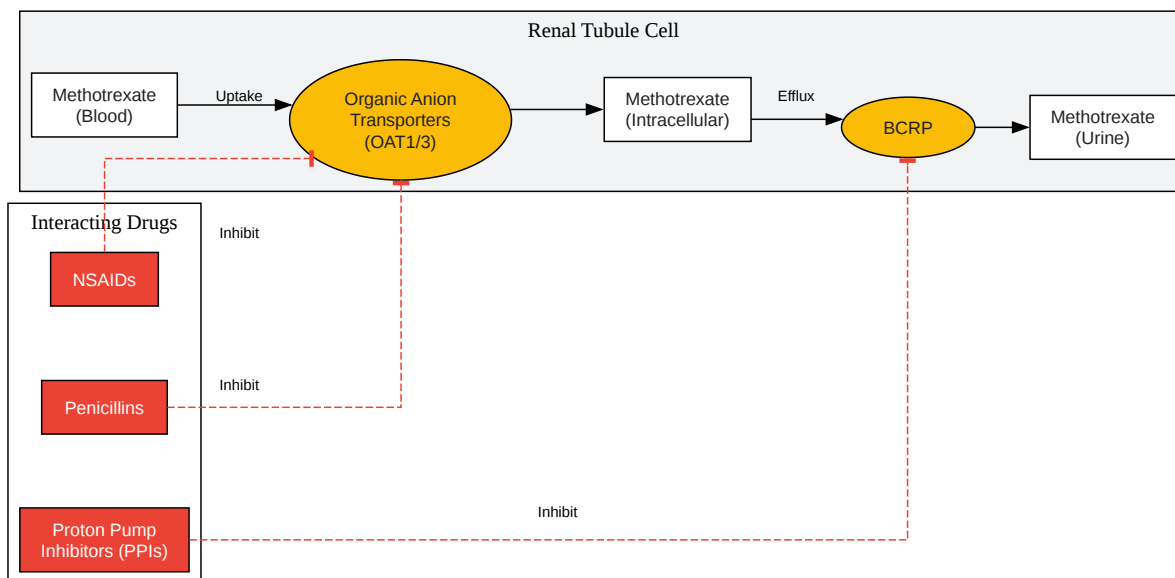 Renal Tubule Cell
Methotrexate
(Blood)
Uptake
Organic Anion
Transporters
(OAT1/3)
Methotrexate
(Intracellular)
Efflux
BCRP
Methotrexate
(Urine)
Interacting Drugs
Inhibit
NSAIDs
Inhibit
Penicillins
Inhibit
Proton Pump
Inhibitors (PPIs)